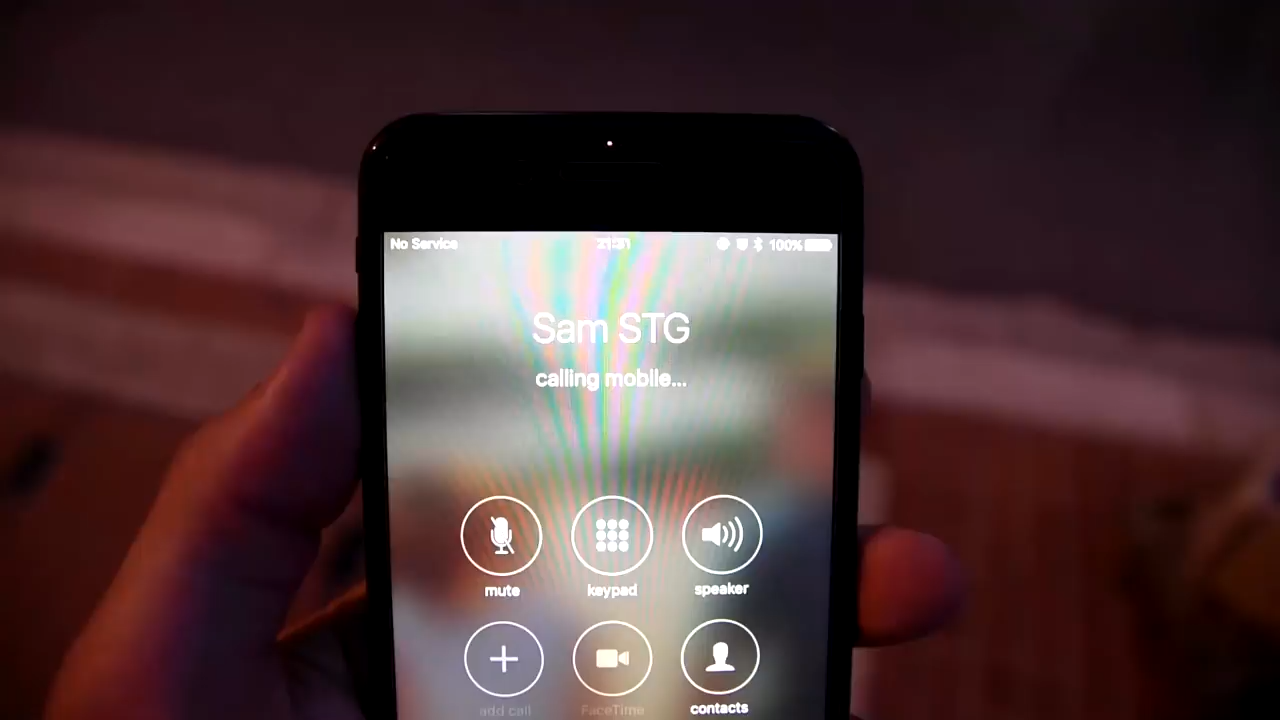 No Service 100%
Sam STG
calling mobile...
mute keypad speaker
add call FaceTime contacts